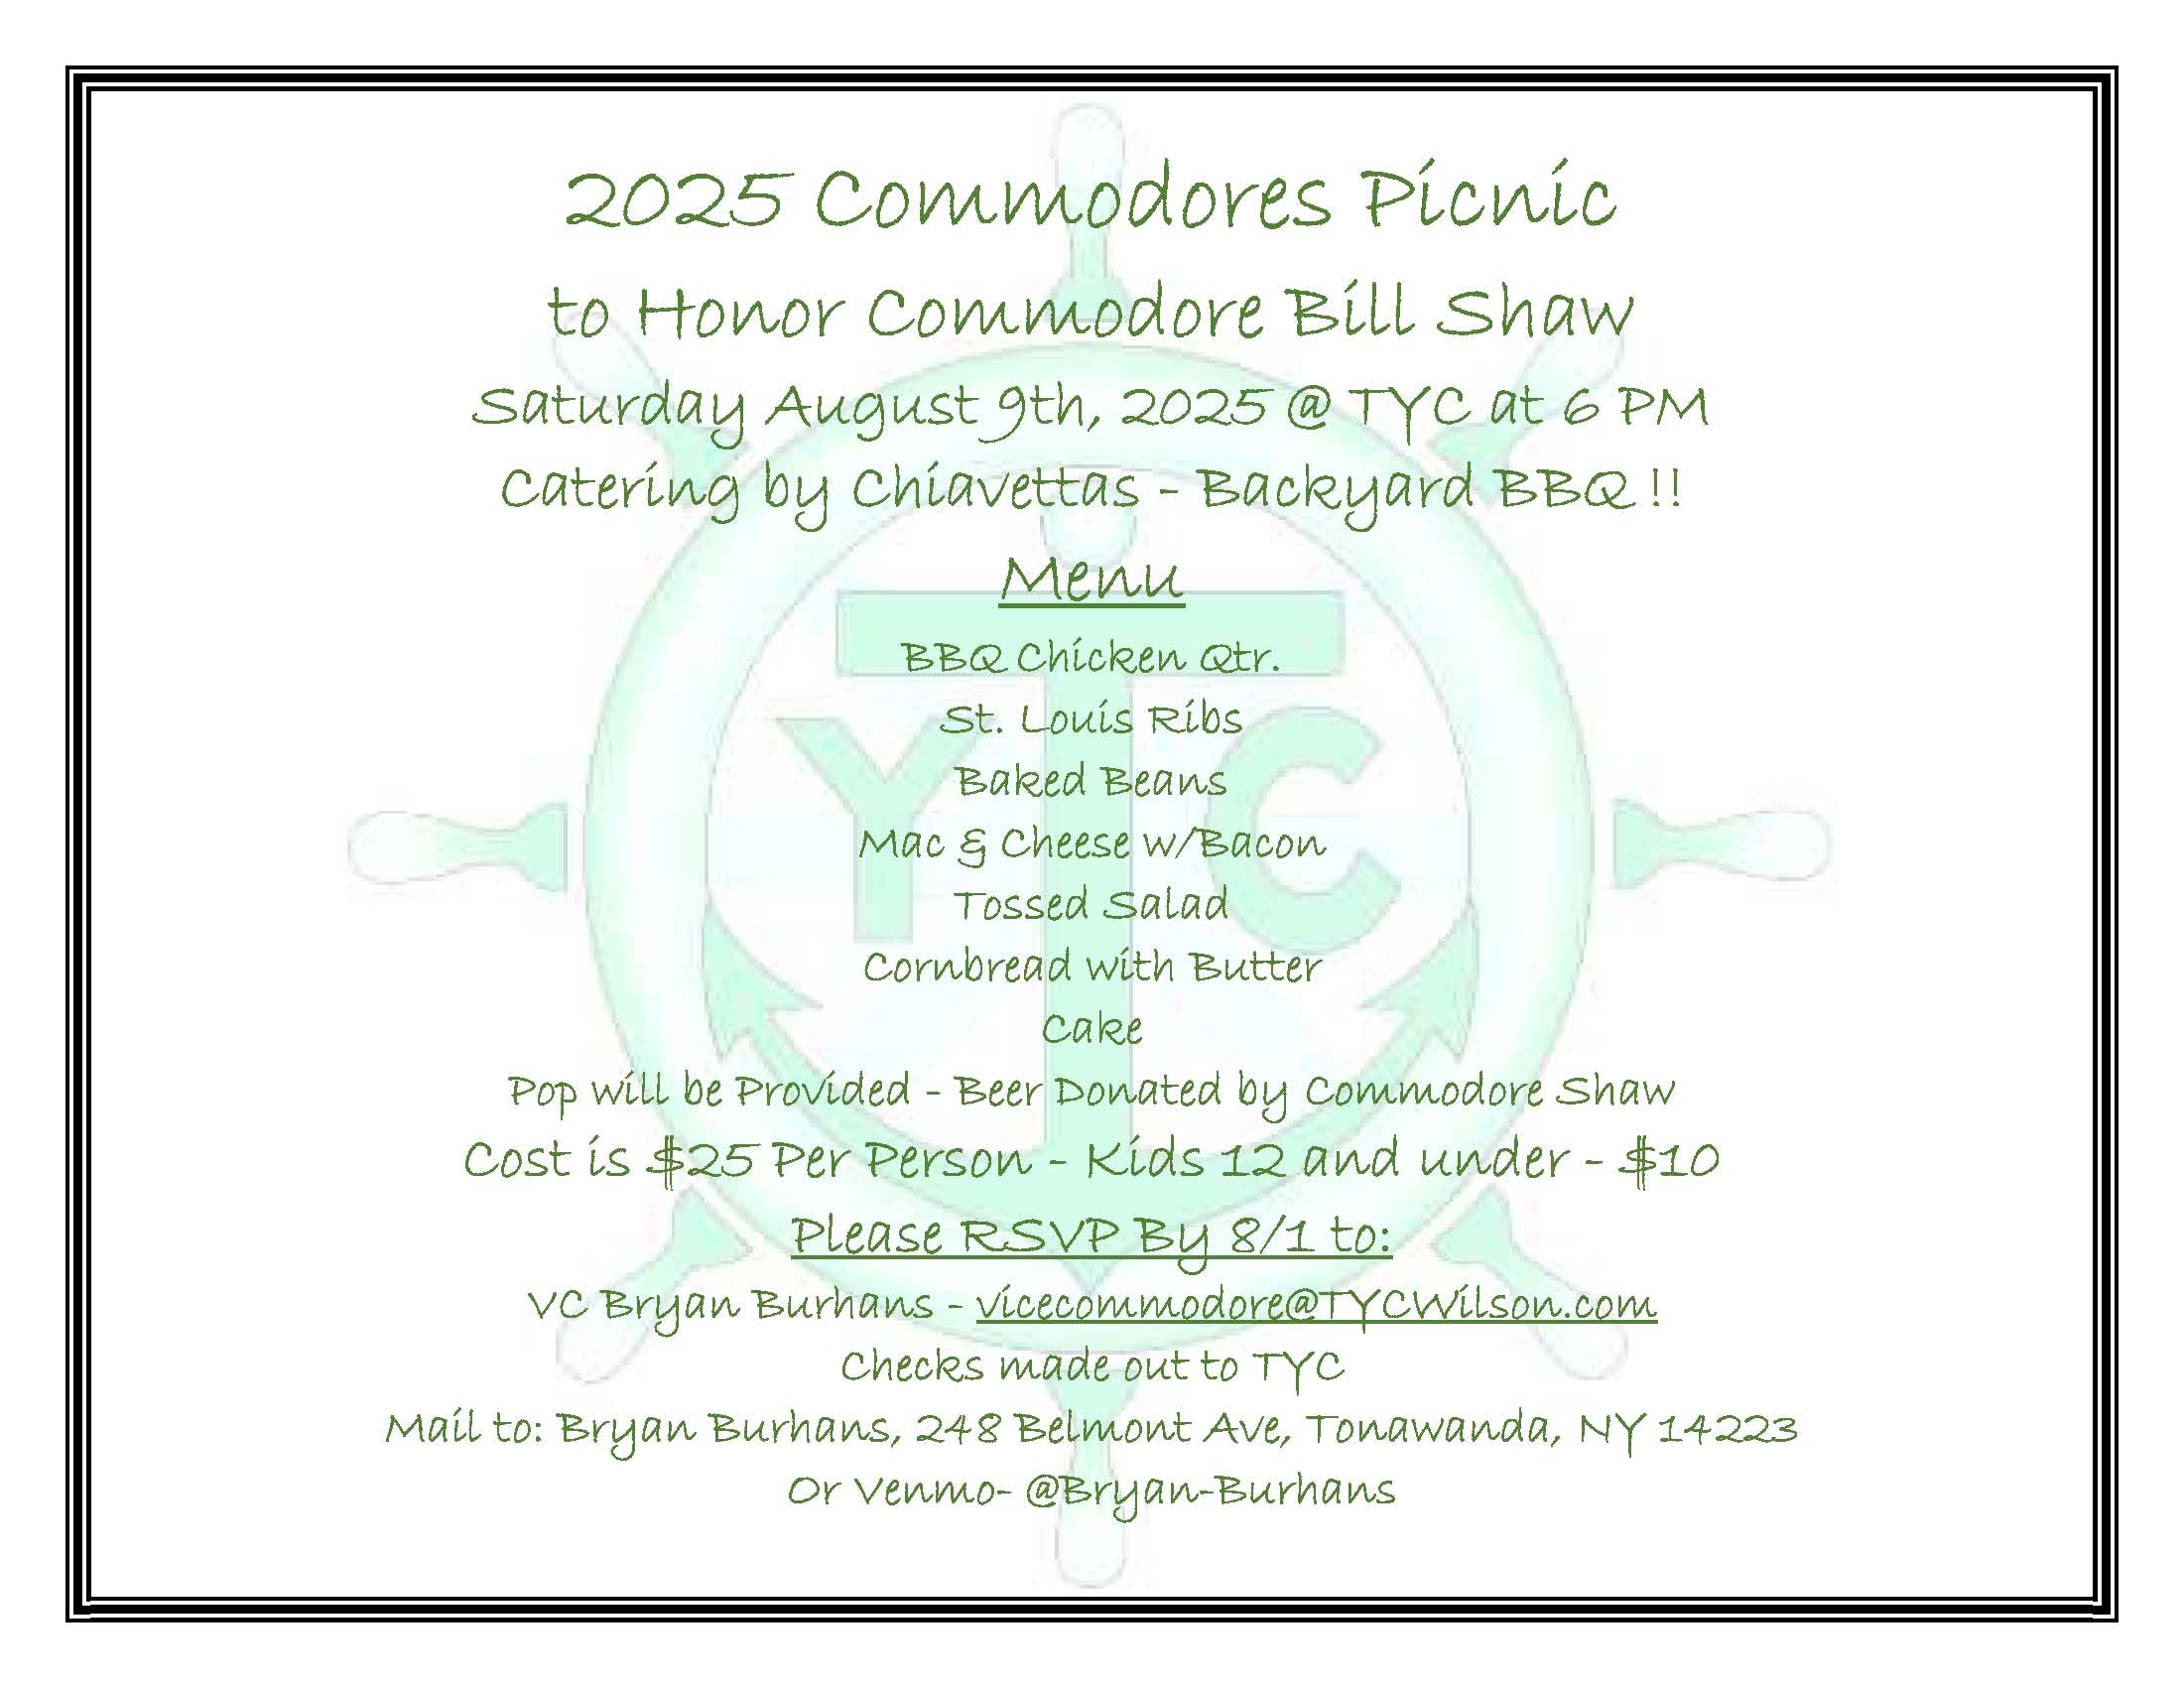 2025 Commodores Picnic
to Honor Commodore Bill Shaw
Saturday August 9th, 2025 @ TYC at 6 PM
Catering by Chiavettas - Backyard BBQ !!
Menu
BBQ Chicken Qtr.
St. Louis Ribs
Baked Beans
Mac & Cheese w/Bacon
Tossed Salad
Cornbread with Butter
Cake
Pop will be Provided - Beer Donated by Commodore Shaw
Cost is $25 Per Person - Kids 12 and under - $10
Please RSVP By 8/1 to:
VC Bryan Burhans - vicecommodore@TYCWilson.com
Checks made out to TYC
Mail to: Bryan Burhans, 248 Belmont Ave, Tonawanda, NY 14223
Or Venmo- @Bryan-Burhans
YTC